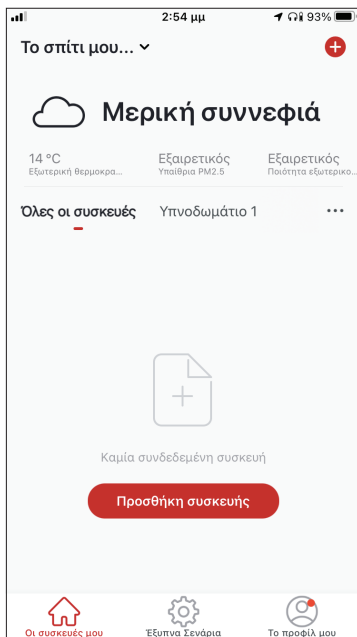 2:54 μμ
93%
Το σπίτι μου...
Μερική συννεφιά
14 °C Εξαιρετικός Εξαιρετικός
Εξωτερική θερμοκρα... Υπαίθρια PM2.5 Ποιότητα εξωτερικο...
Όλες οι συσκευές Υπνοδωμάτιο 1
Καμία συνδεδεμένη συσκευή
Προσθήκη συσκευής
Οι συσκευές μου Έξυπνα Σενάρια Το προφίλ μου